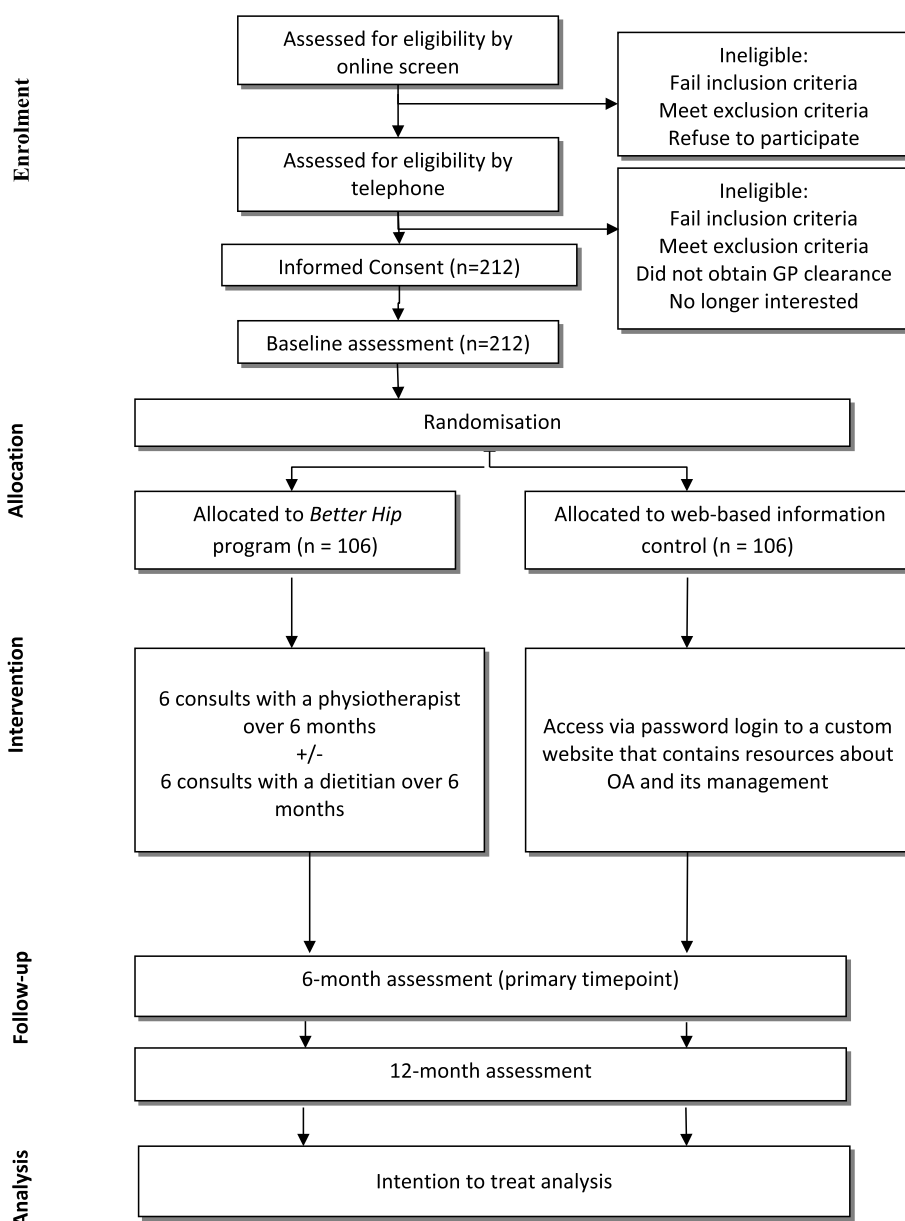 Enrolment
Assessed for eligibility by
online screen
Ineligible:
Fail inclusion criteria
Meet exclusion criteria
Refuse to participate
Assessed for eligibility by
telephone
Ineligible:
Fail inclusion criteria
Meet exclusion criteria
Did not obtain GP clearance
No longer interested
Informed Consent (n=212)
Baseline assessment (n=212)
Allocation
Randomisation
Allocated to Better Hip
program (n = 106)
Allocated to web-based information
control (n = 106)
Intervention
6 consults with a physiotherapist
over 6 months
+/-
6 consults with a dietitian over 6
months
Access via password login to a custom
website that contains resources about
OA and its management
Follow-up
6-month assessment (primary timepoint)
12-month assessment
Analysis
Intention to treat analysis